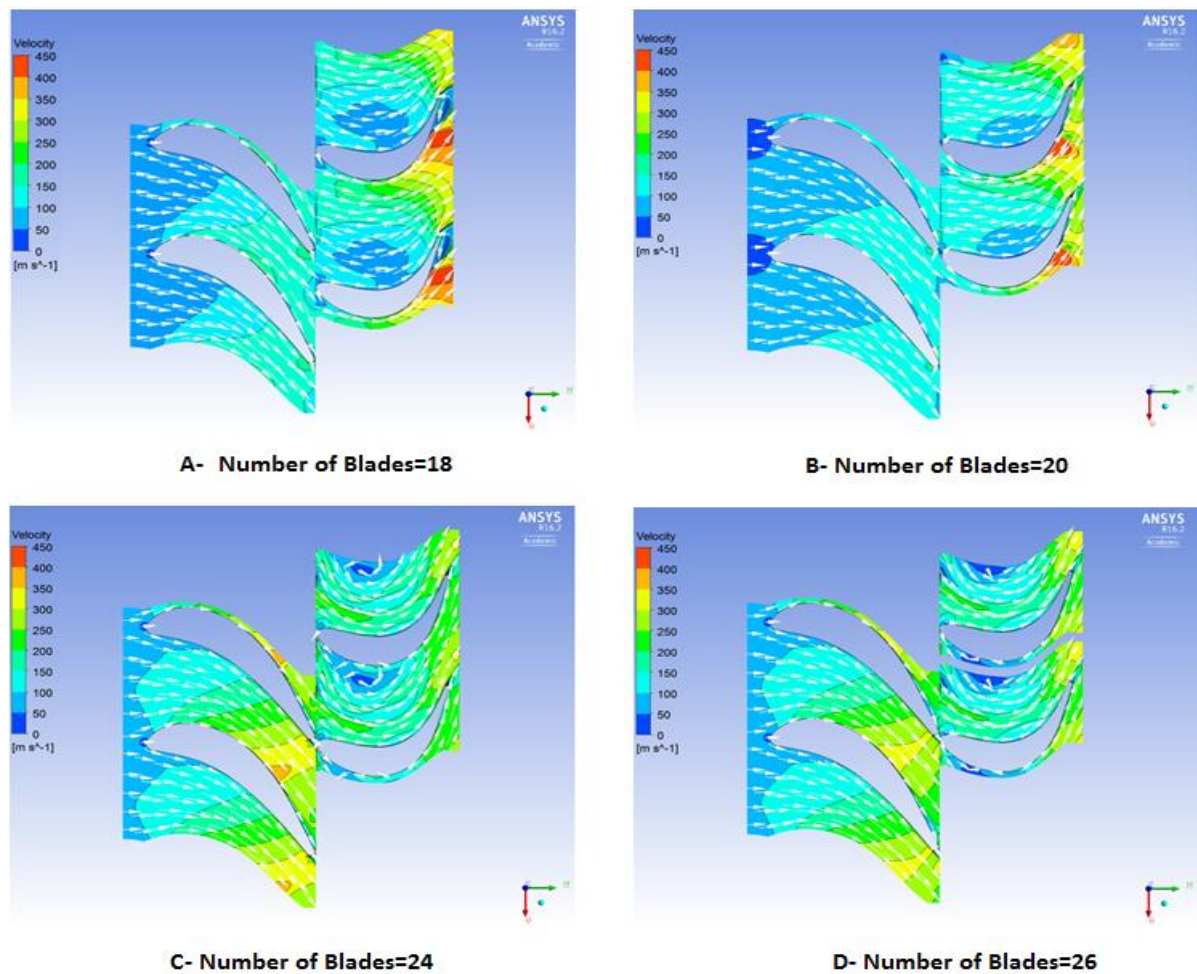 ANSYS
R16.2
Academic
Velocity
450
400
350
300
250
200
150
100
50
0
[m s^-1]
A- Number of Blades=18
ANSYS
R16.2
Academic
Velocity
450
400
350
300
250
200
150
100
50
0
[m s^-1]
B- Number of Blades=20
ANSYS
R16.2
Academic
Velocity
450
400
350
300
250
200
150
100
50
0
[m s^-1]
C- Number of Blades=24
ANSYS
R16.2
Academic
Velocity
450
400
350
300
250
200
150
100
50
0
[m s^-1]
D- Number of Blades=26